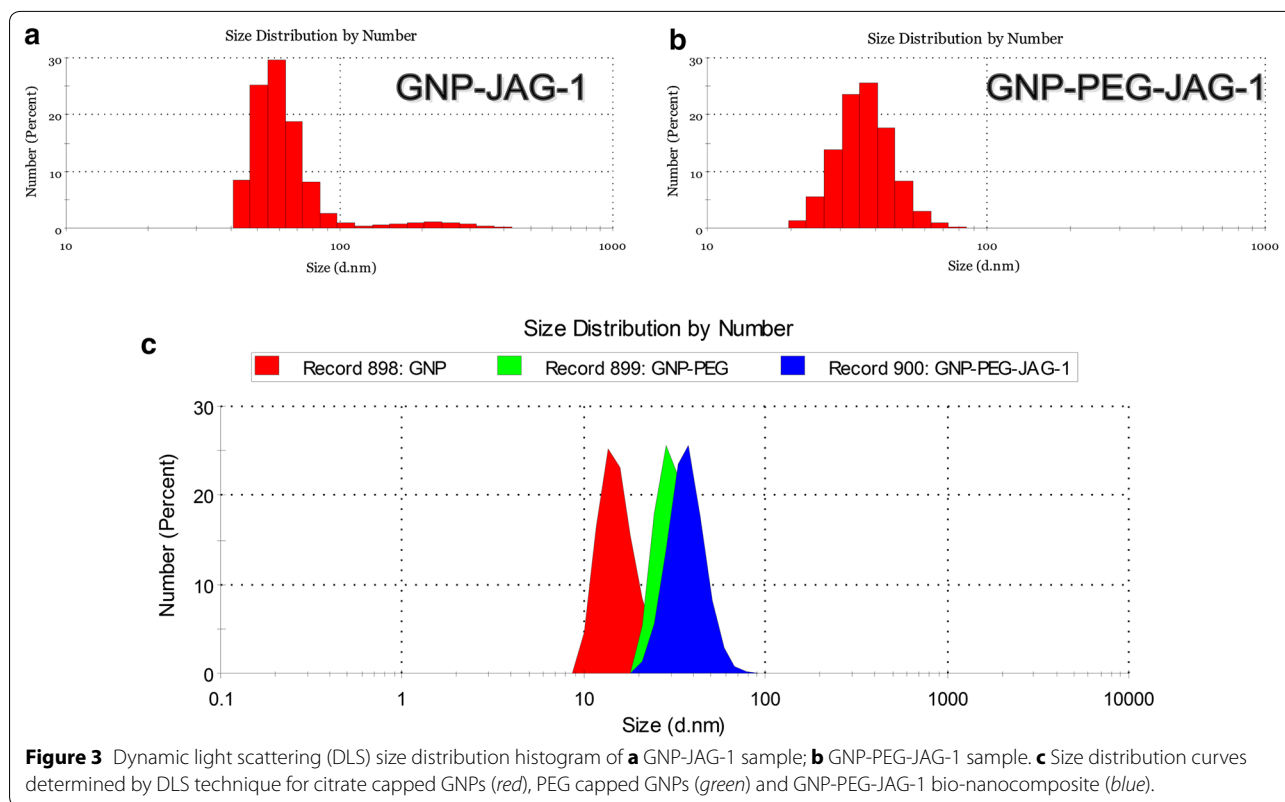 a
Size Distribution by Number
GNP-JAG-1
Number (Percent)
30
20
10
0
10
100
1000
Size (d.nm)
b
Size Distribution by Number
GNP-PEG-JAG-1
Number (Percent)
30
20
10
0
10
100
1000
Size (d.nm)
c
Size Distribution by Number
Record 898: GNP
Record 899: GNP-PEG
Record 900: GNP-PEG-JAG-1
Number (Percent)
30
20
10
0
0.1
1
10
100
1000
10000
Size (d.nm)
Figure 3 Dynamic light scattering (DLS) size distribution histogram of a GNP-JAG-1 sample; b GNP-PEG-JAG-1 sample. c Size distribution curves
determined by DLS technique for citrate capped GNPs (red), PEG capped GNPs (green) and GNP-PEG-JAG-1 bio-nanocomposite (blue).